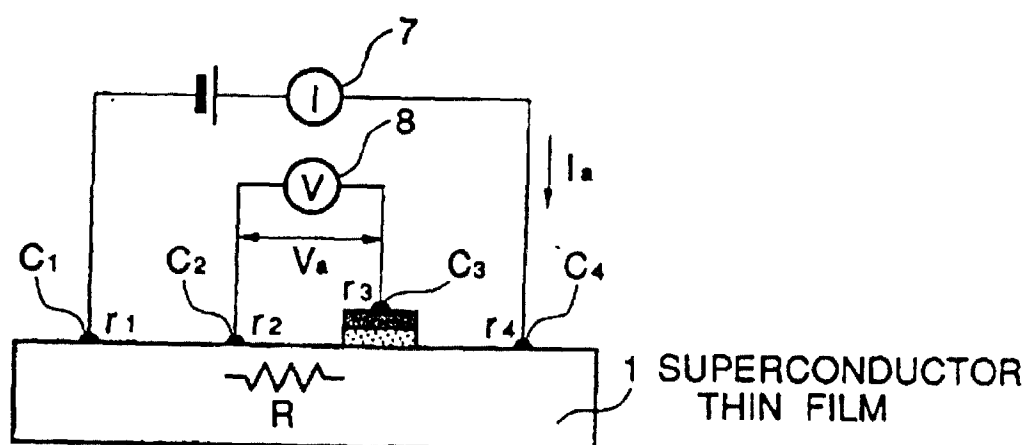 7
I
8
V
Ia
Va
C1
C2
C3
C4
r1
r2
r3
r4
R
1 SUPERCONDUCTOR
THIN FILM